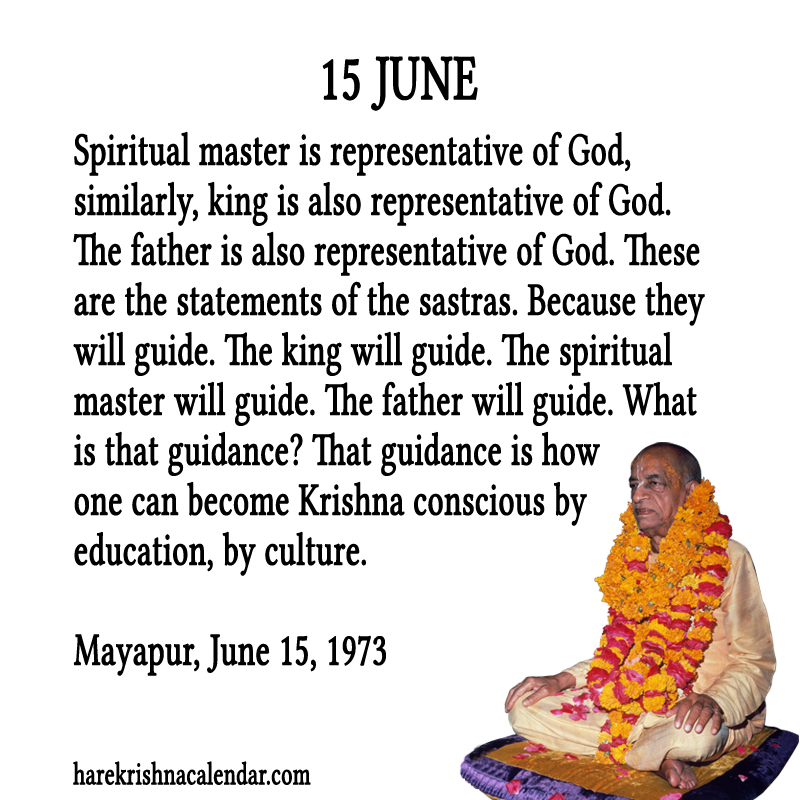 15 JUNE
Spiritual master is representative of God,
similarly, king is also representative of God.
The father is also representative of God. These
are the statements of the sastras. Because they
will guide. The king will guide. The spiritual
master will guide. The father will guide. What
is that guidance? That guidance is how
one can become Krishna conscious by
education, by culture.
Mayapur, June 15, 1973
harekrishnacalendar.com